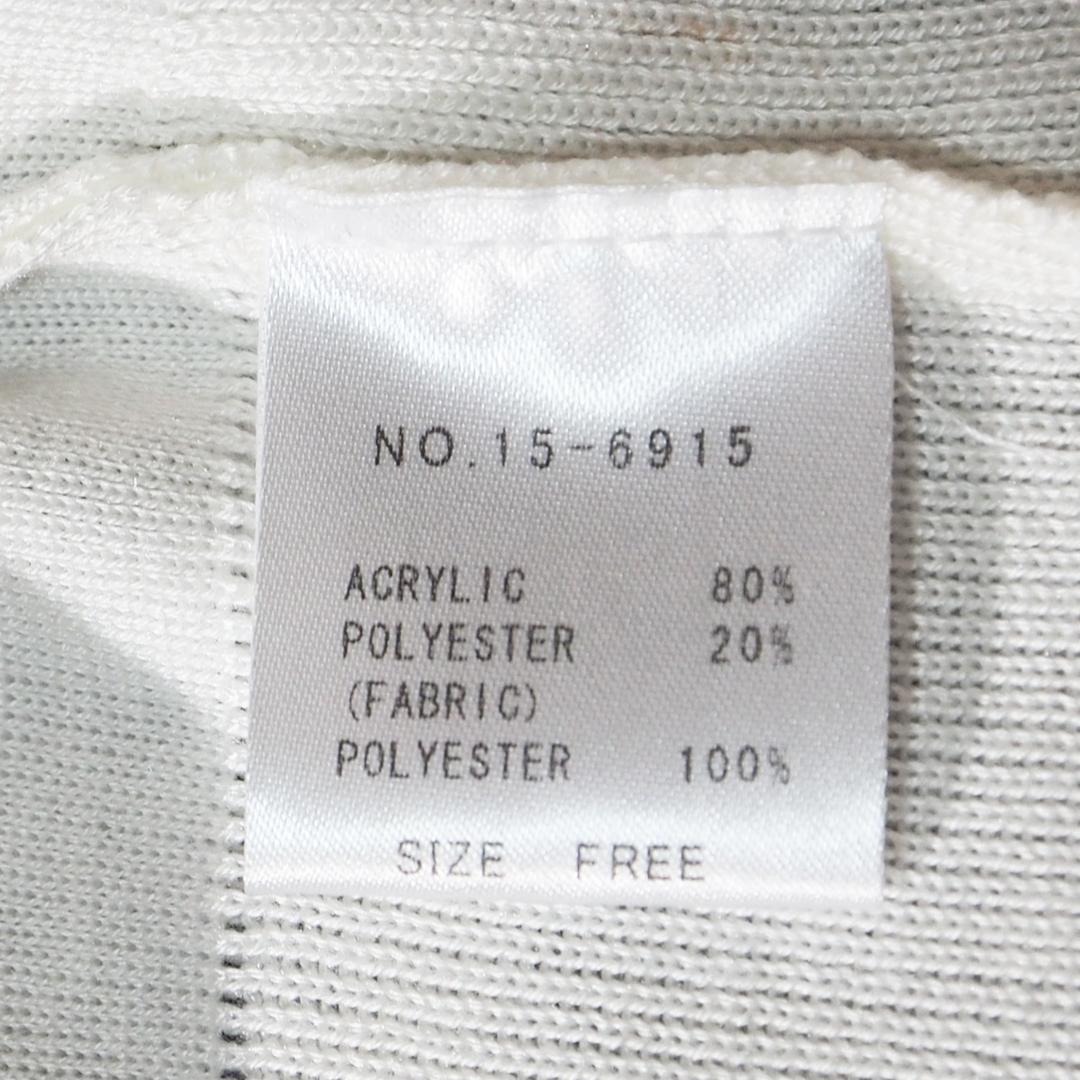 NO.15-6915
ACRYLIC 80%
POLYESTER 20%
(FABRIC)
POLYESTER 100%
SIZE FREE